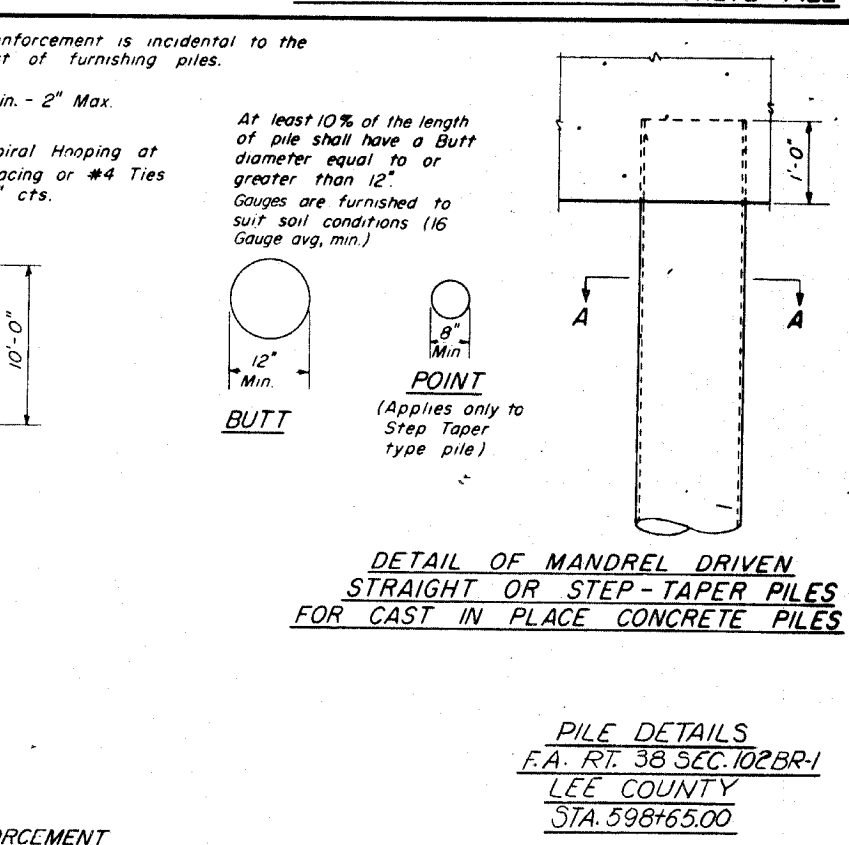 nforcement is incidental to the
t of furnishing piles.
in. - 2" Max.
piral Hooping at
acing or #4 Ties
" cts.
10'-0"
At least 10% of the length
of pile shall have a Butt
diameter equal to or
greater than 12".
Gauges are furnished to
suit soil conditions (16
Gauge avg, min.)
12"
Min.
BUTT
8"
Min
POINT
(Applies only to
Step Taper
type pile)
1'-0"
A
A
DETAIL OF MANDREL DRIVEN
STRAIGHT OR STEP-TAPER PILES
FOR CAST IN PLACE CONCRETE PILES
PILE DETAILS
F.A. RT. 38 SEC. 102BR-1
LEE COUNTY
STA. 598+65.00
ORCEMENT